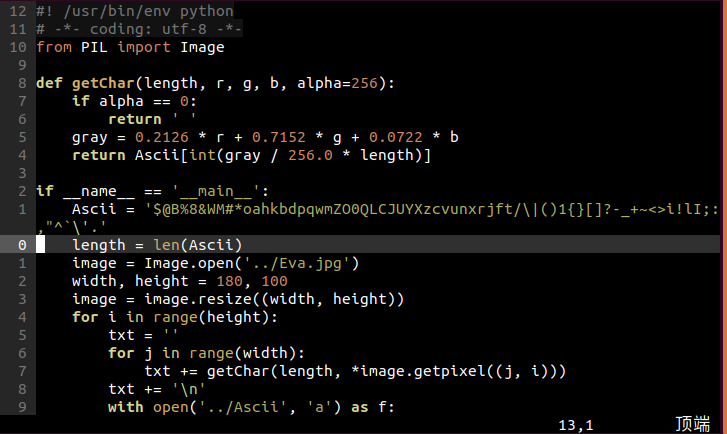 12 #! /usr/bin/env python
11 # -*- coding: utf-8 -*-
10 from PIL import Image
9
8 def getChar(length, r, g, b, alpha=256):
7     if alpha == 0:
6         return ' '
5     gray = 0.2126 * r + 0.7152 * g + 0.0722 * b
4     return Ascii[int(gray / 256.0 * length)]
3
2 if __name__ == '__main__':
1     Ascii = '$@B%8&WM#*oahkbdpqwmZO0QLCJUYXzcvunxrjft/\|()1{}[]?-_+~<>i!lI;:
,"^`\'.'
0     length = len(Ascii)
1     image = Image.open('../Eva.jpg')
2     width, height = 180, 100
3     image = image.resize((width, height))
4     for i in range(height):
5         txt = ''
6         for j in range(width):
7             txt += getChar(length, *image.getpixel((j, i)))
8         txt += '\n'
9         with open('../Ascii', 'a') as f:
13,1 顶端